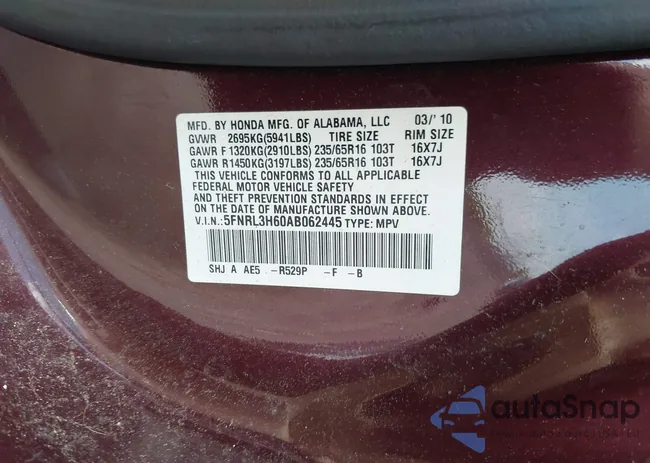 MFD. BY HONDA MFG. OF ALABAMA, LLC 03/'10
GVWR 2695KG(5941LBS) TIRE SIZE RIM SIZE
GAWR F 1320KG(2910LBS) 235/65R16 103T 16X7J
GAWR R1450KG(3197LBS) 235/65R16 103T 16X7J
THIS VEHICLE CONFORMS TO ALL APPLICABLE
FEDERAL MOTOR VEHICLE SAFETY
AND THEFT PREVENTION STANDARDS IN EFFECT
ON THE DATE OF MANUFACTURE SHOWN ABOVE.
V.I.N.: 5FNRL3H60AB062445 TYPE: MPV
SHJ A AE5 -R529P -F -B
autoSnap